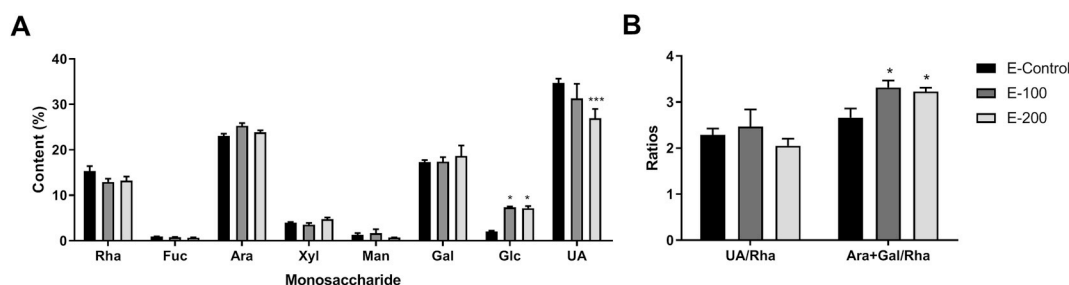 A
Content (%)
40
30
20
10
0
* * ***
Rha Fuc Ara Xyl Man Gal Glc UA
Monosaccharide
B
Ratios
4
3
2
1
0
* *
UA/Rha Ara+Gal/Rha
E-Control
E-100
E-200